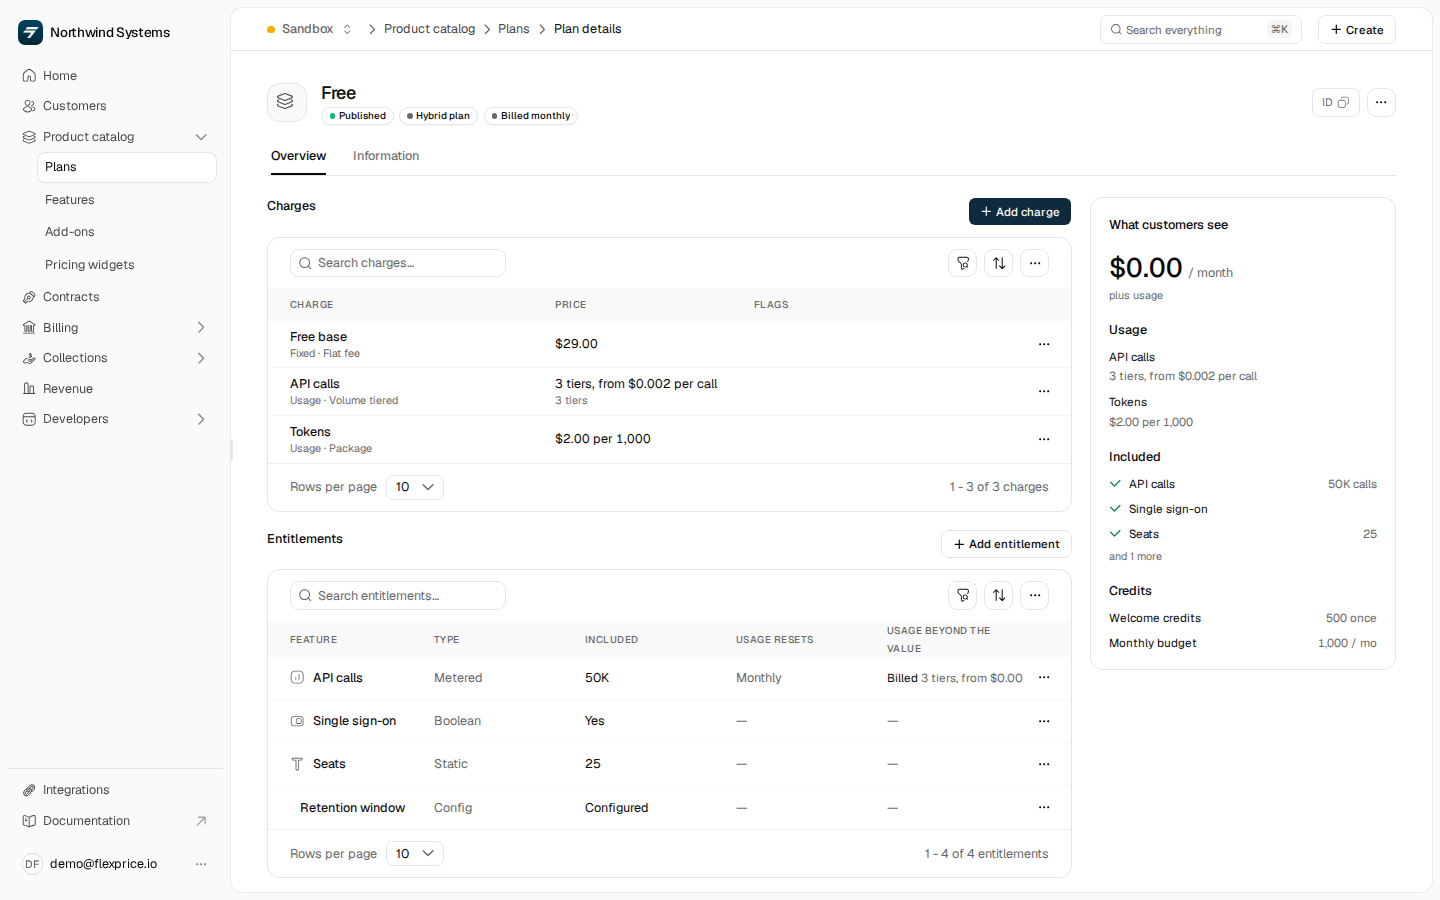 Northwind Systems
Home
Customers
Product catalog
Plans
Features
Add-ons
Pricing widgets
Contracts
Billing
Collections
Revenue
Developers
Integrations
Documentation
DF demo@flexprice.io
Sandbox Product catalog Plans Plan details
Search everything ⌘K
+ Create
Free
Published Hybrid plan Billed monthly
ID
Overview Information
Charges
+ Add charge
Search charges...
CHARGE PRICE FLAGS
Free base $29.00
Fixed · Flat fee
API calls 3 tiers, from $0.002 per call
Usage · Volume tiered 3 tiers
Tokens $2.00 per 1,000
Usage · Package
Rows per page 10 1 - 3 of 3 charges
Entitlements
+ Add entitlement
Search entitlements...
FEATURE TYPE INCLUDED USAGE RESETS USAGE BEYOND THE
VALUE
API calls Metered 50K Monthly Billed 3 tiers, from $0.00
Single sign-on Boolean Yes — —
Seats Static 25 — —
Retention window Config Configured — —
Rows per page 10 1 - 4 of 4 entitlements
What customers see
$0.00 / month
plus usage
Usage
API calls
3 tiers, from $0.002 per call
Tokens
$2.00 per 1,000
Included
API calls 50K calls
Single sign-on
Seats 25
and 1 more
Credits
Welcome credits 500 once
Monthly budget 1,000 / mo